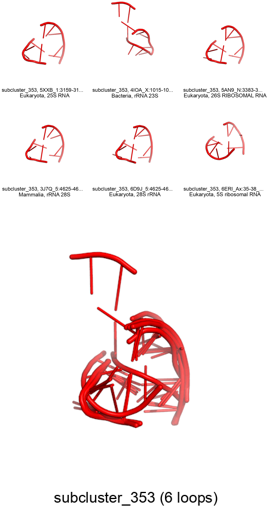 subcluster_353, 5XXB_1:3159-31...
Eukaryota, 25S RNA
subcluster_353, 4IOA_X:1015-10...
Bacteria, rRNA 23S
subcluster_353, 5AN9_N:3383-3...
Eukaryota, 26S RIBOSOMAL RNA
subcluster_353, 3J7Q_5:4625-46...
Mammalia, rRNA 28S
subcluster_353, 6D9J_5:4625-46...
Eukaryota, 28S rRNA
subcluster_353, 6ERI_Ax:35-38_...
Eukaryota, 5S ribosomal RNA
subcluster_353 (6 loops)